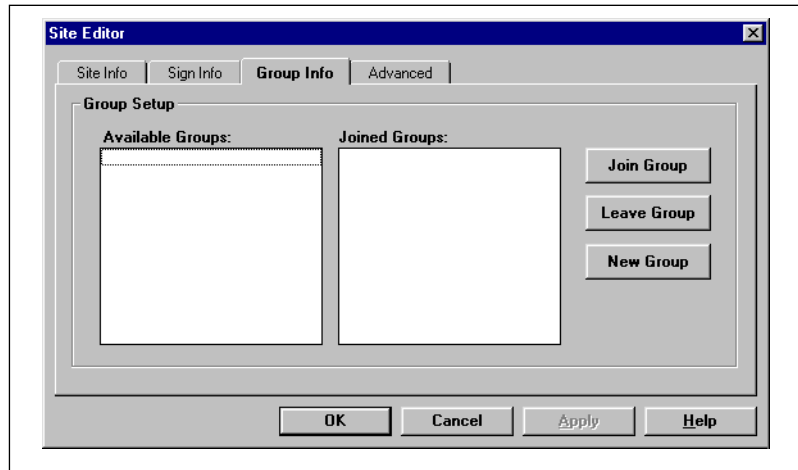 Site Editor
Site Info Sign Info Group Info Advanced
Group Setup
Available Groups: Joined Groups:
Join Group
Leave Group
New Group
OK Cancel Apply Help